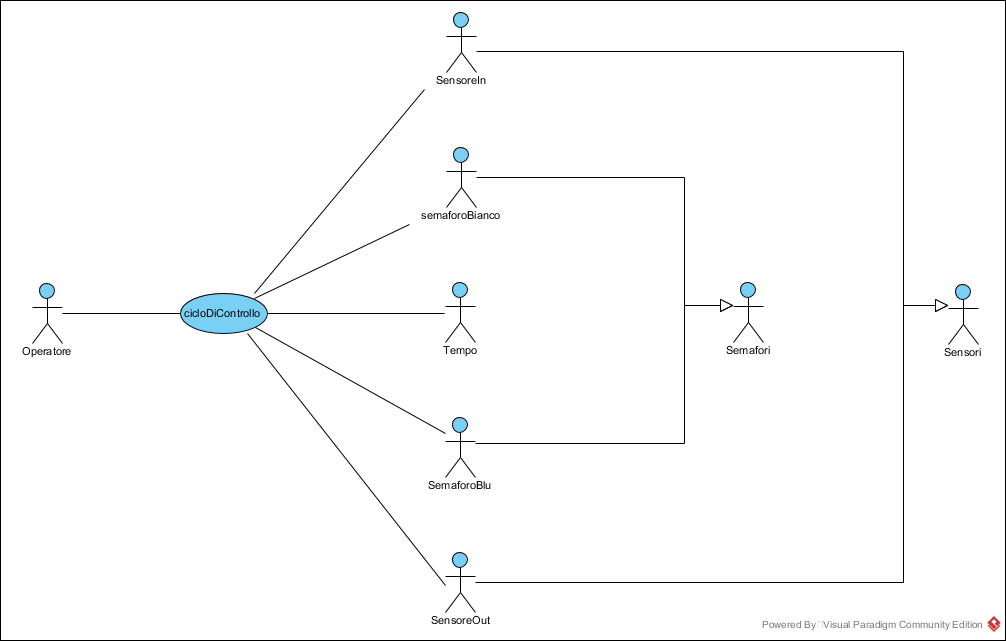 SensoreIn
semaforoBianco
Operatore
cicloDiControllo
Tempo
Semafori
Sensori
SemaforoBlu
SensoreOut
Powered By Visual Paradigm Community Edition